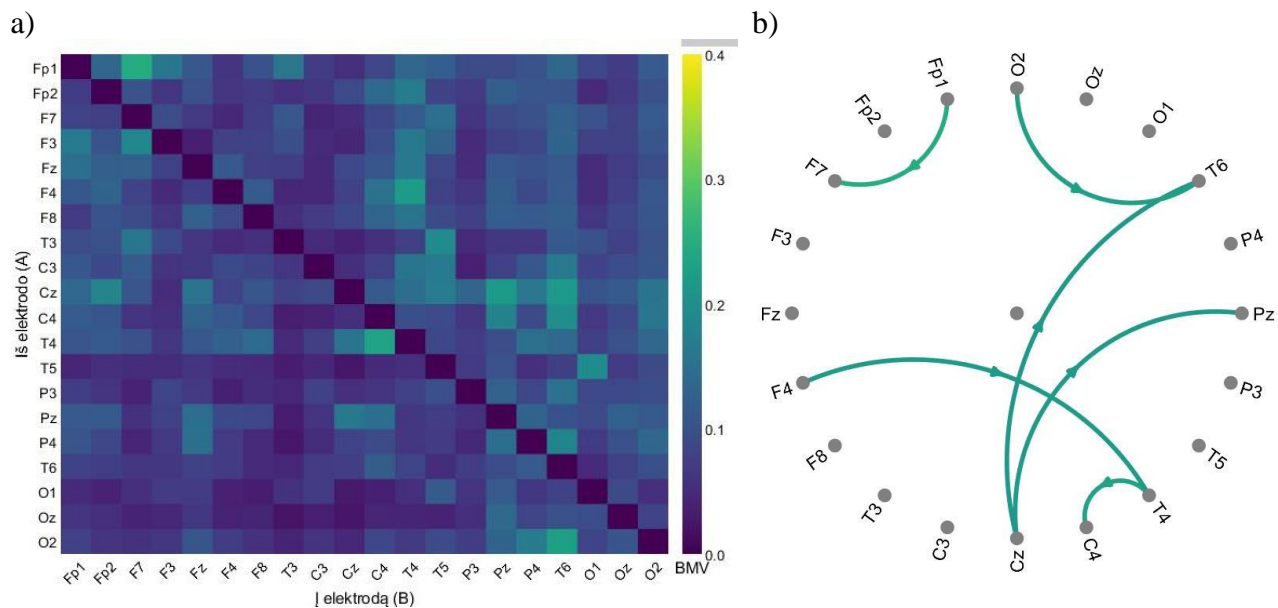 a)
Fp1
Fp2
F7
F3
Fz
F4
F8
T3
C3
Cz
C4
T4
T5
P3
Pz
P4
T6
O1
Oz
O2
Iš elektrodo (A)
Fp1 Fp2 F7 F3 Fz F4 F8 T3 C3 Cz C4 T4 T5 P3 Pz P4 T6 O1 Oz O2
Į elektrodą (B)
0.4
0.3
0.2
0.1
0.0
BMV
b)
O2
Oz
O1
T6
P4
Pz
P3
T5
T4
C4
Cz
C3
T3
F8
F4
Fz
F3
F7
Fp2
Fp1